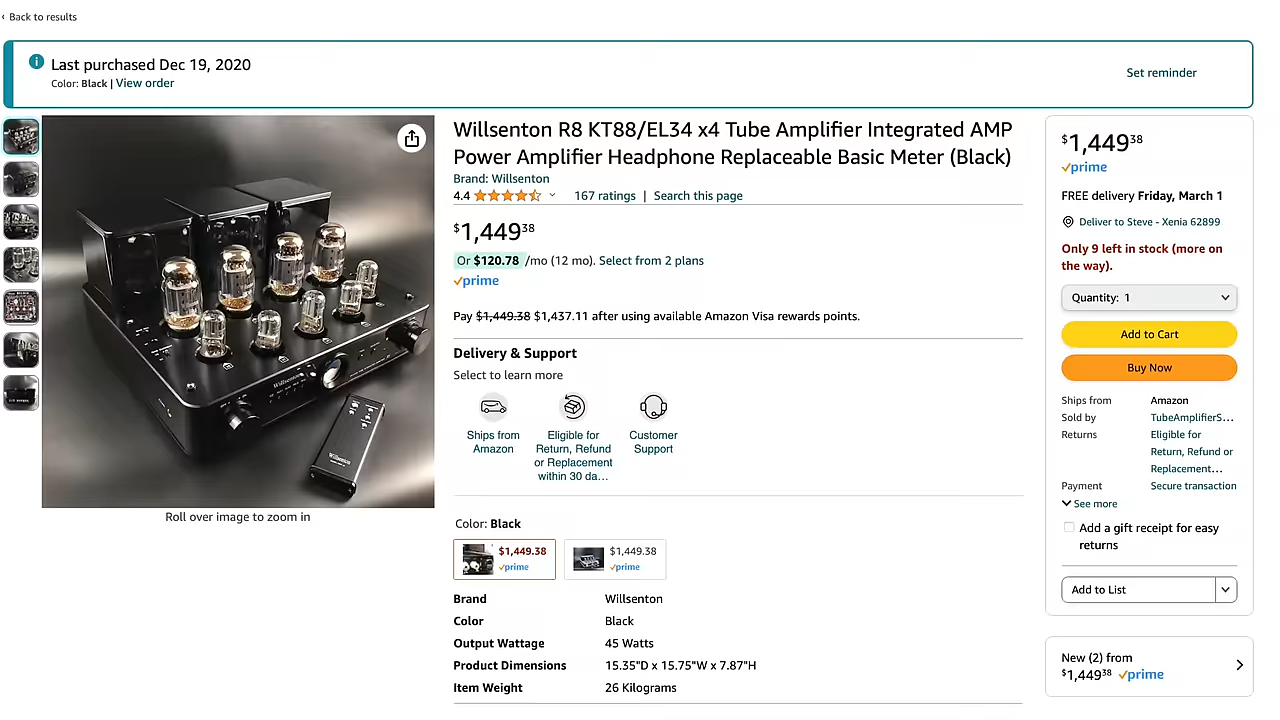 ‹ Back to results
Last purchased Dec 19, 2020
Color: Black | View order
Set reminder
Willsenton R8 KT88/EL34 x4 Tube Amplifier Integrated AMP
Power Amplifier Headphone Replaceable Basic Meter (Black)
Brand: Willsenton
4.4 167 ratings | Search this page
$1,449.38
Or $120.78 /mo (12 mo). Select from 2 plans
prime
Pay $1,449.38 $1,437.11 after using available Amazon Visa rewards points.
Delivery & Support
Select to learn more
Ships from
Amazon
Eligible for
Return, Refund
or Replacement
within 30 da…
Customer
Support
Willsenton
Willsenton
Roll over image to zoom in
Color: Black
$1,449.38
prime
$1,449.38
prime
Brand Willsenton
Color Black
Output Wattage 45 Watts
Product Dimensions 15.35"D x 15.75"W x 7.87"H
Item Weight 26 Kilograms
$1,449.38
prime
FREE delivery Friday, March 1
Deliver to Steve - Xenia 62899
Only 9 left in stock (more on
the way).
Quantity: 1
Add to Cart
Buy Now
Ships from Amazon
Sold by TubeAmplifierS…
Returns Eligible for
Return, Refund or
Replacement…
Payment Secure transaction
See more
Add a gift receipt for easy
returns
Add to List
New (2) from
$1,449.38 prime